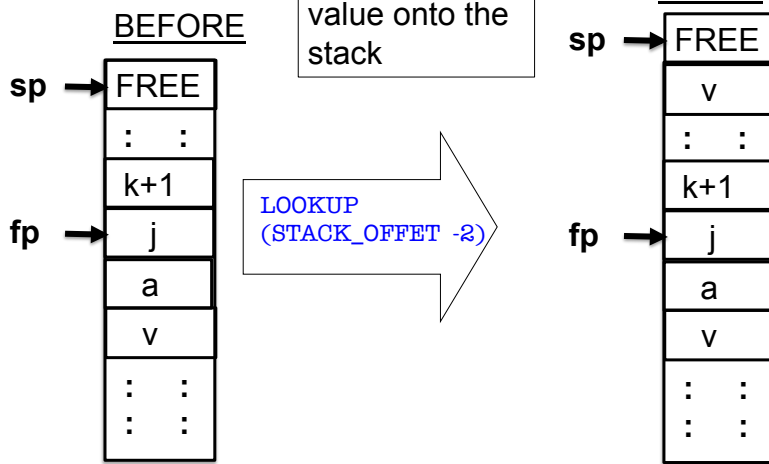 value onto the
stack
BEFORE
sp
FREE
: :
k+1
fp
j
a
v
: :
: :
LOOKUP
(STACK_OFFET -2)
sp
FREE
v
: :
k+1
fp
j
a
v
: :
: :